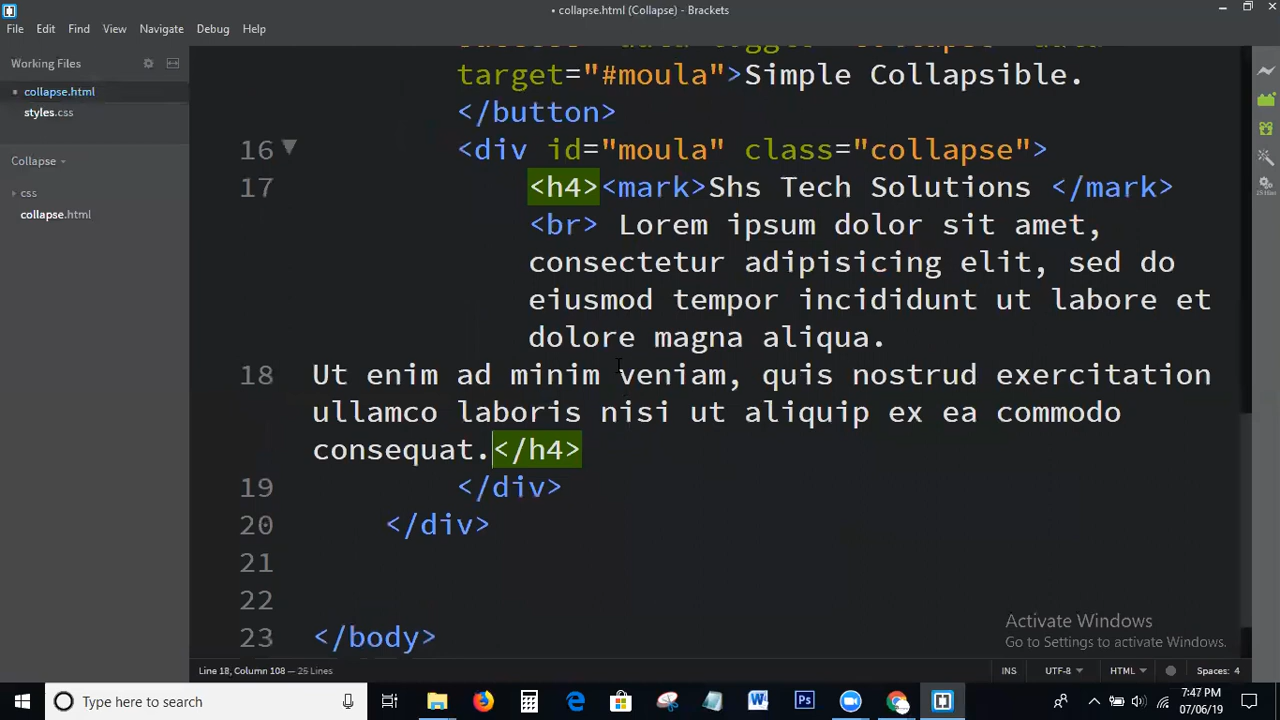 • collapse.html (Collapse) - Brackets
File Edit Find View Navigate Debug Help
Working Files
• collapse.html
styles.css
Collapse
css
collapse.html
target="#moula">Simple Collapsible.
</button>
16 <div id="moula" class="collapse">
17 <h4><mark>Shs Tech Solutions </mark>
<br> Lorem ipsum dolor sit amet,
consectetur adipisicing elit, sed do
eiusmod tempor incididunt ut labore et
dolore magna aliqua.
18 Ut enim ad minim veniam, quis nostrud exercitation
ullamco laboris nisi ut aliquip ex ea commodo
consequat.</h4>
19 </div>
20 </div>
21
22
23 </body>
Activate Windows
Go to Settings to activate Windows.
Line 18, Column 108 — 25 Lines
INS UTF-8 HTML Spaces: 4
Type here to search
7:47 PM
07/06/19